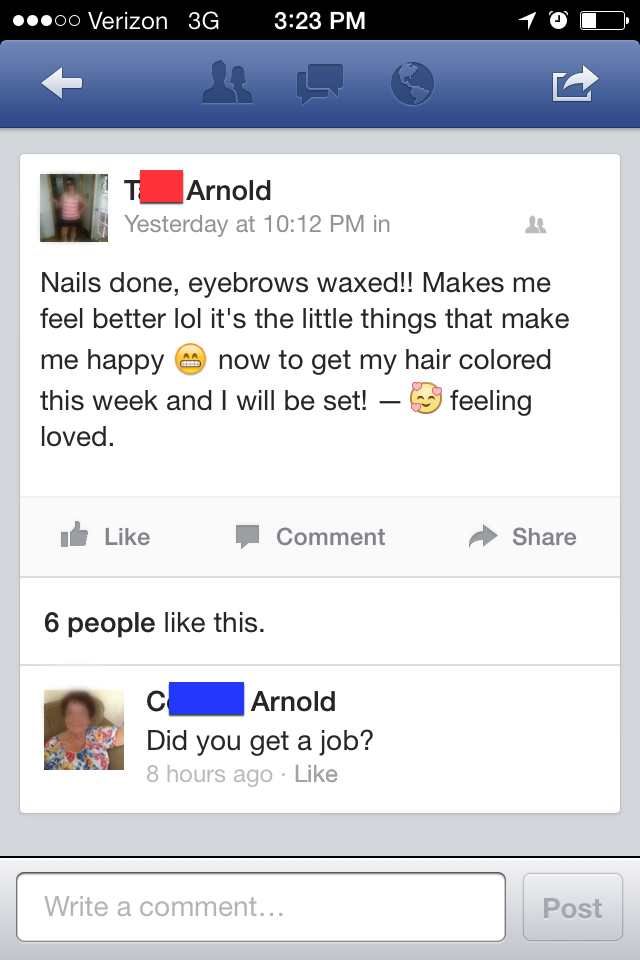 Verizon 3G 3:23 PM
T Arnold
Yesterday at 10:12 PM in
Nails done, eyebrows waxed!! Makes me
feel better lol it's the little things that make
me happy 😁 now to get my hair colored
this week and I will be set! — 🥰 feeling
loved.
Like Comment Share
6 people like this.
C Arnold
Did you get a job?
8 hours ago · Like
Write a comment... Post